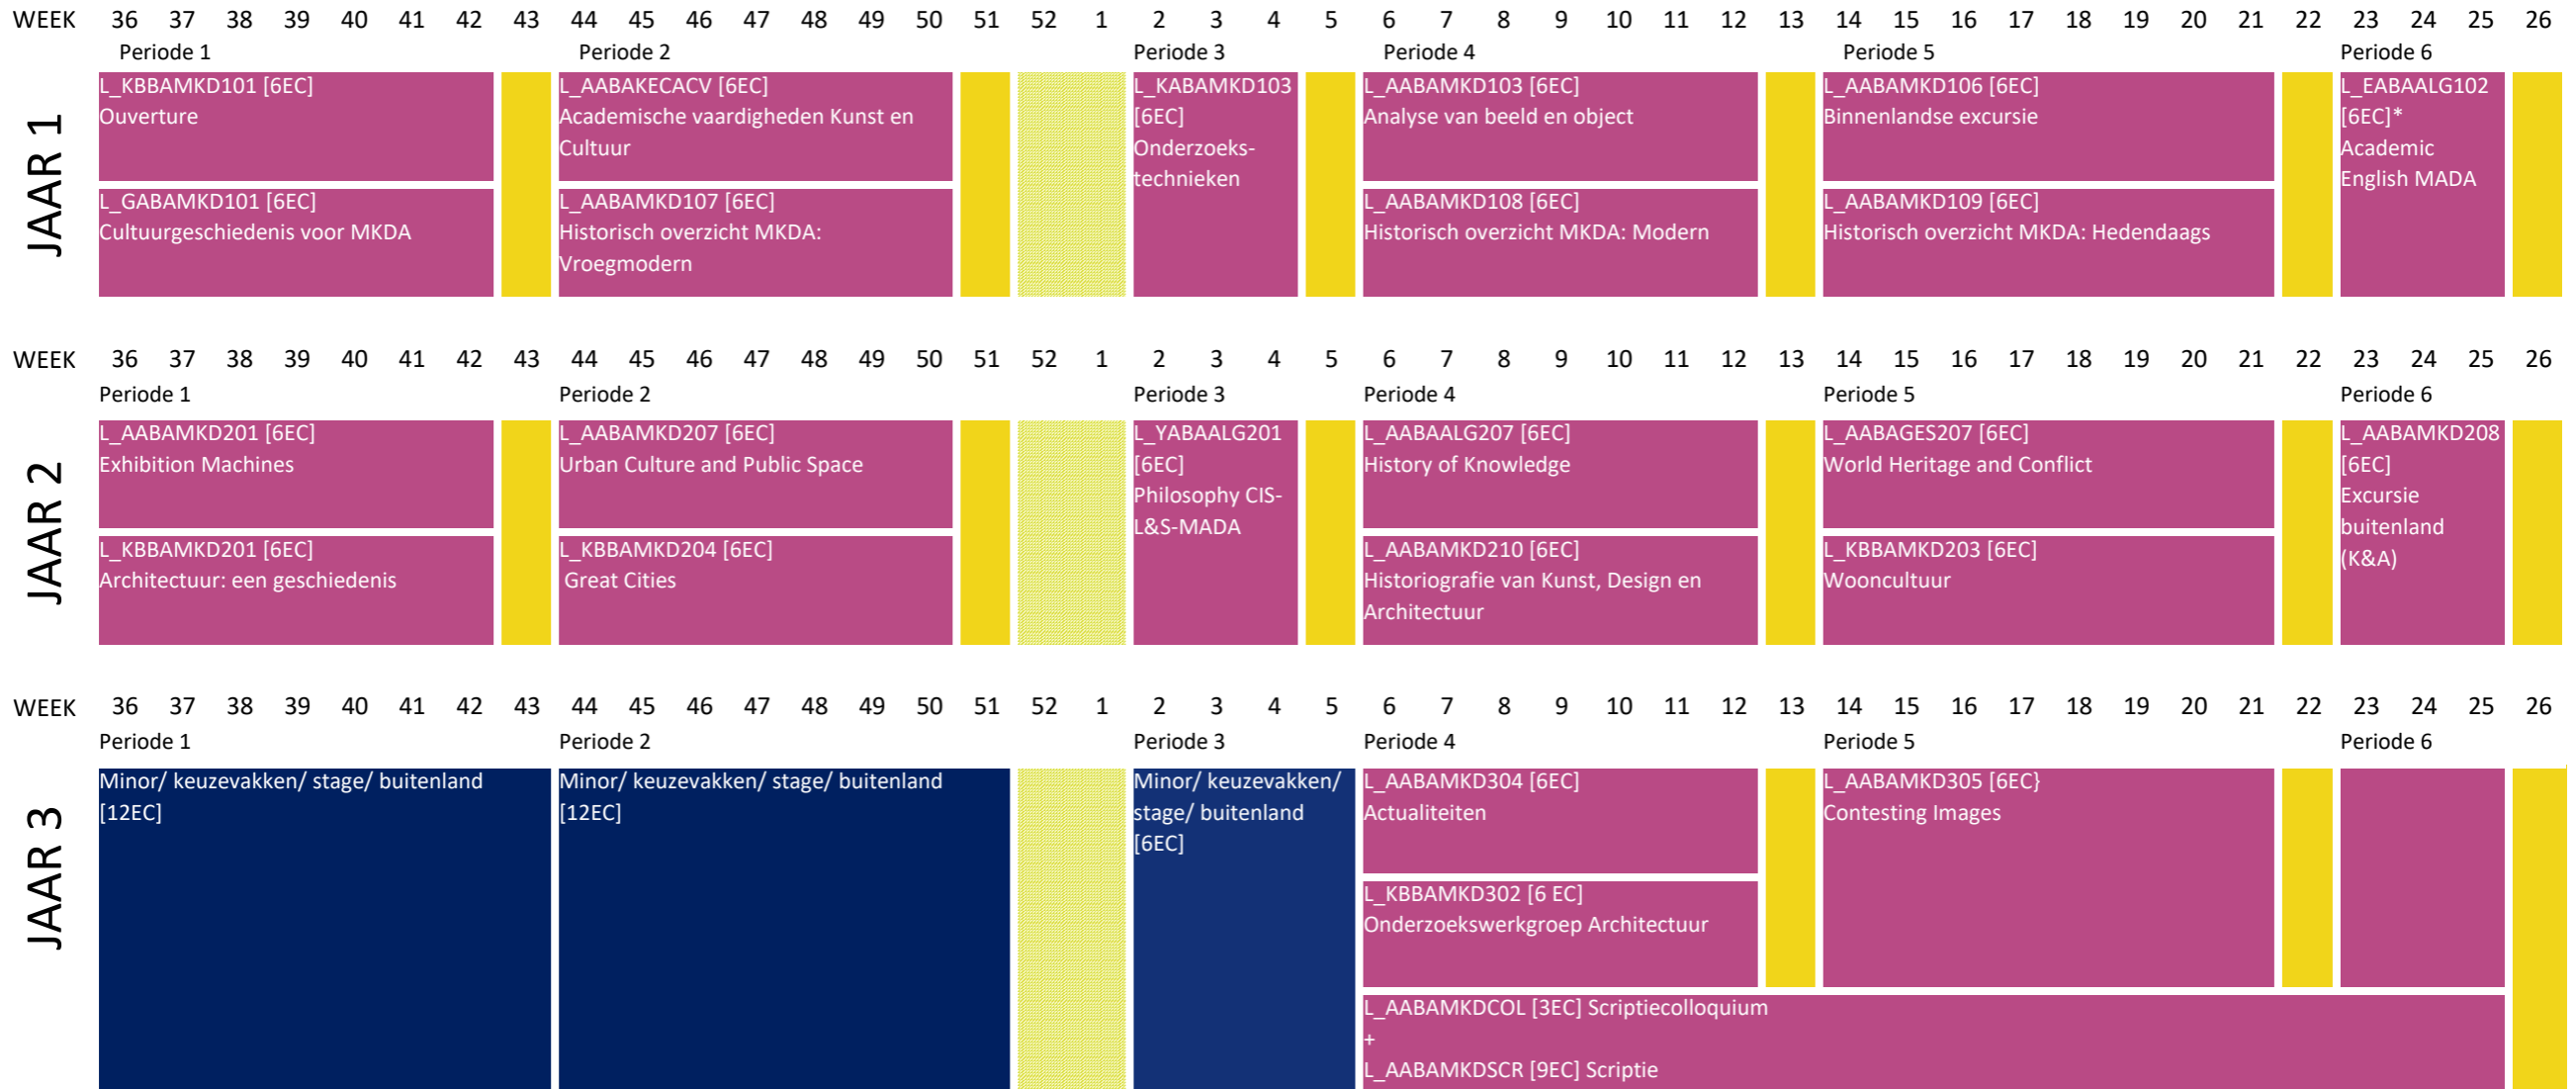 WEEK 36 37 38 39 40 41 42 43 44 45 46 47 48 49 50 51 52 1 2 3 4 5 6 7 8 9 10 11 12 13 14 15 16 17 18 19 20 21 22 23 24 25 26
Periode 1 Periode 2 Periode 3 Periode 4 Periode 5 Periode 6
JAAR 1
L_KBBAMKD101 [6EC]
Ouverture
L_GABAMKD101 [6EC]
Cultuurgeschiedenis voor MKDA
L_AABAKECACV [6EC]
Academische vaardigheden Kunst en
Cultuur
L_AABAMKD107 [6EC]
Historisch overzicht MKDA:
Vroegmodern
L_KABAMKD103
[6EC]
Onderzoeks-
technieken
L_AABAMKD103 [6EC]
Analyse van beeld en object
L_AABAMKD108 [6EC]
Historisch overzicht MKDA: Modern
L_AABAMKD106 [6EC]
Binnenlandse excursie
L_AABAMKD109 [6EC]
Historisch overzicht MKDA: Hedendaags
L_EABAALG102
[6EC]*
Academic
English MADA
WEEK 36 37 38 39 40 41 42 43 44 45 46 47 48 49 50 51 52 1 2 3 4 5 6 7 8 9 10 11 12 13 14 15 16 17 18 19 20 21 22 23 24 25 26
Periode 1 Periode 2 Periode 3 Periode 4 Periode 5 Periode 6
JAAR 2
L_AABAMKD201 [6EC]
Exhibition Machines
L_KBBAMKD201 [6EC]
Architectuur: een geschiedenis
L_AABAMKD207 [6EC]
Urban Culture and Public Space
L_KBBAMKD204 [6EC]
Great Cities
L_YABAALG201
[6EC]
Philosophy CIS-
L&S-MADA
L_AABAALG207 [6EC]
History of Knowledge
L_AABAMKD210 [6EC]
Historiografie van Kunst, Design en
Architectuur
L_AABAGES207 [6EC]
World Heritage and Conflict
L_KBBAMKD203 [6EC]
Wooncultuur
L_AABAMKD208
[6EC]
Excursie
buitenland
(K&A)
WEEK 36 37 38 39 40 41 42 43 44 45 46 47 48 49 50 51 52 1 2 3 4 5 6 7 8 9 10 11 12 13 14 15 16 17 18 19 20 21 22 23 24 25 26
Periode 1 Periode 2 Periode 3 Periode 4 Periode 5 Periode 6
JAAR 3
Minor/ keuzevakken/ stage/ buitenland
[12EC]
Minor/ keuzevakken/ stage/ buitenland
[12EC]
Minor/ keuzevakken/
stage/ buitenland
[6EC]
L_AABAMKD304 [6EC]
Actualiteiten
L_KBBAMKD302 [6 EC]
Onderzoekswerkgroep Architectuur
L_AABAMKD305 [6EC}
Contesting Images
L_AABAMKDCOL [3EC] Scriptiecolloquium
+
L_AABAMKDSCR [9EC] Scriptie